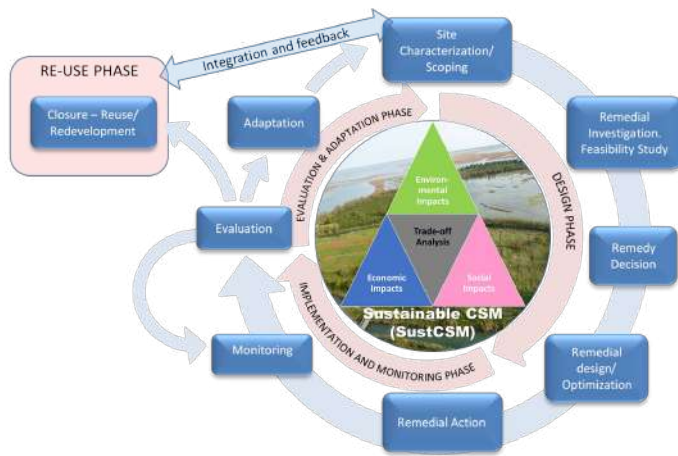 Integration and feedback
Site
Characterization/
Scoping
RE-USE PHASE
Closure – Reuse/
Redevelopment
Adaptation
EVALUATION & ADAPTATION PHASE
Remedial
Investigation.
Feasibility Study
DESIGN PHASE
Environ-
mental
Impacts
Trade-off
Analysis
Economic
Impacts
Social
Impacts
Sustainable CSM
(SustCSM)
Evaluation
Remedy
Decision
IMPLEMENTATION AND MONITORING PHASE
Monitoring
Remedial
design/
Optimization
Remedial Action